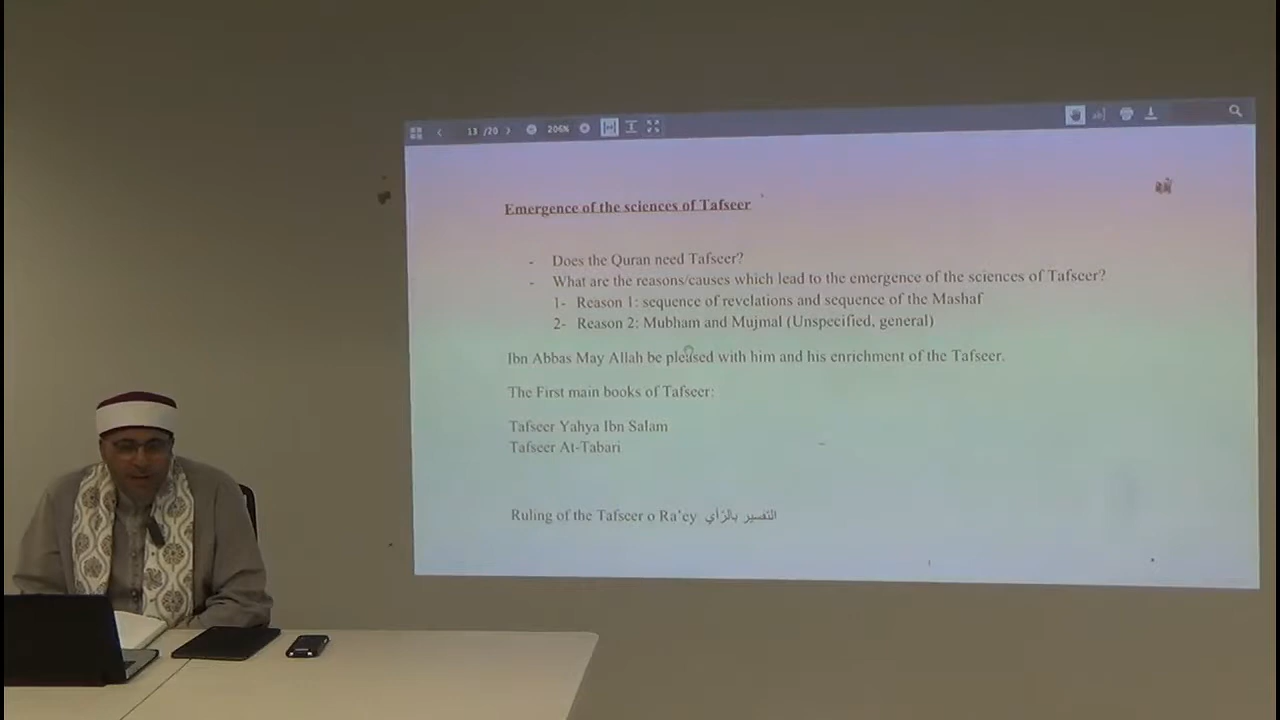 13 /20
206%
Emergence of the sciences of Tafseer
- Does the Quran need Tafseer?
- What are the reasons/causes which lead to the emergence of the sciences of Tafseer?
1- Reason 1: sequence of revelations and sequence of the Mashaf
2- Reason 2: Mubham and Mujmal (Unspecified, general)
Ibn Abbas May Allah be pleased with him and his enrichment of the Tafseer.
The First main books of Tafseer:
Tafseer Yahya Ibn Salam
Tafseer At-Tabari
Ruling of the Tafseer o Ra'ey التفسير بالرّأي